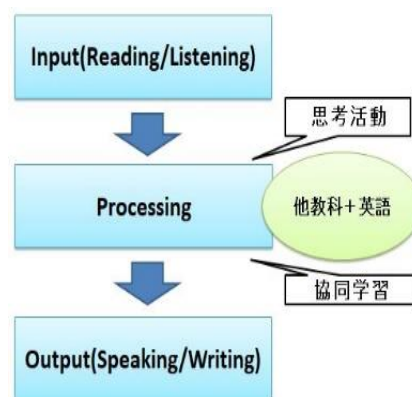 Input(Reading/Listening)
思考活動
Processing
他教科+英語
協同学習
Output(Speaking/Writing)